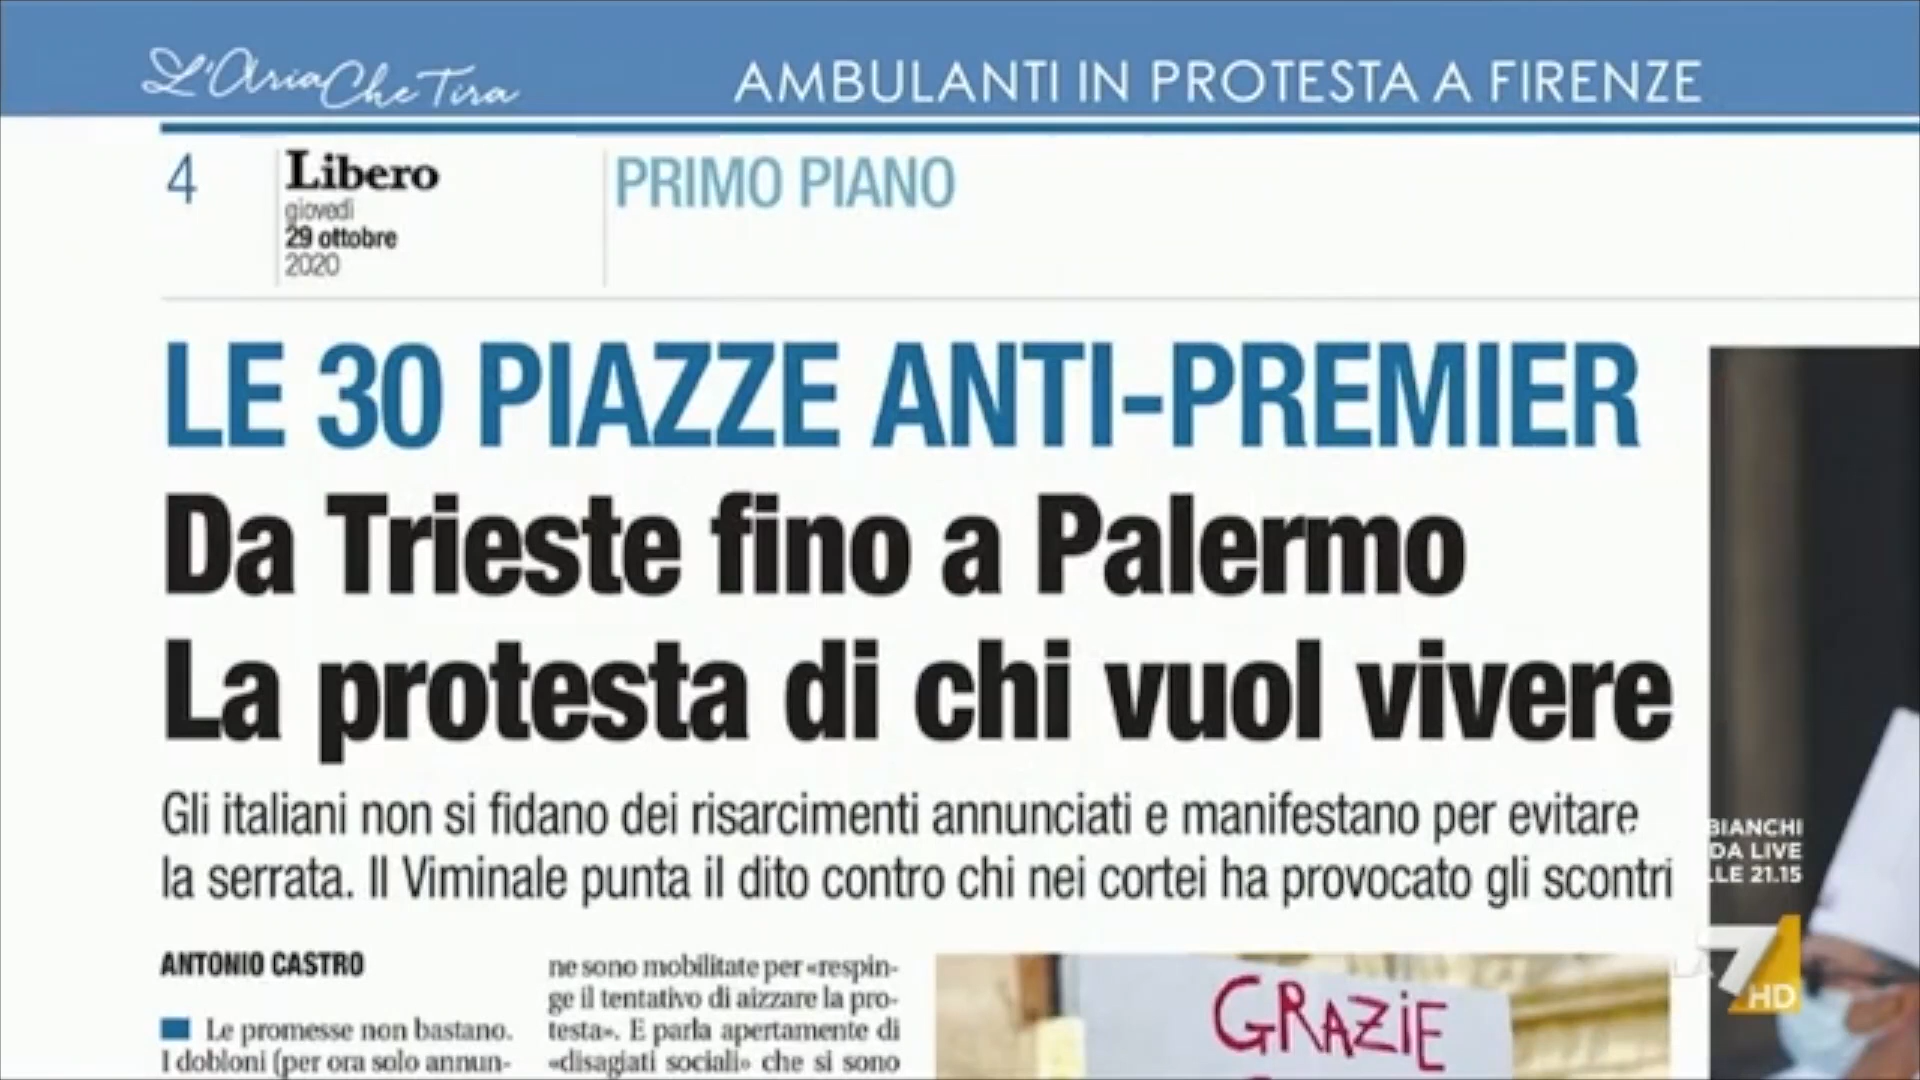 L'Aria Che Tira
AMBULANTI IN PROTESTA A FIRENZE
4
Libero
giovedì
29 ottobre
2020
PRIMO PIANO
LE 30 PIAZZE ANTI-PREMIER
Da Trieste fino a Palermo
La protesta di chi vuol vivere
Gli italiani non si fidano dei risarcimenti annunciati e manifestano per evitare
la serrata. Il Viminale punta il dito contro chi nei cortei ha provocato gli scontri
ANTONIO CASTRO
Le promesse non bastano.
I dobloni (per ora solo annun-
ne sono mobilitate per «respin-
ge il tentativo di aizzare la pro-
testa». E parla apertamente di
«disagiati sociali» che si sono
GRAZIE
BIANCHI
DA LIVE
LLE 21.15
LA 7
HD